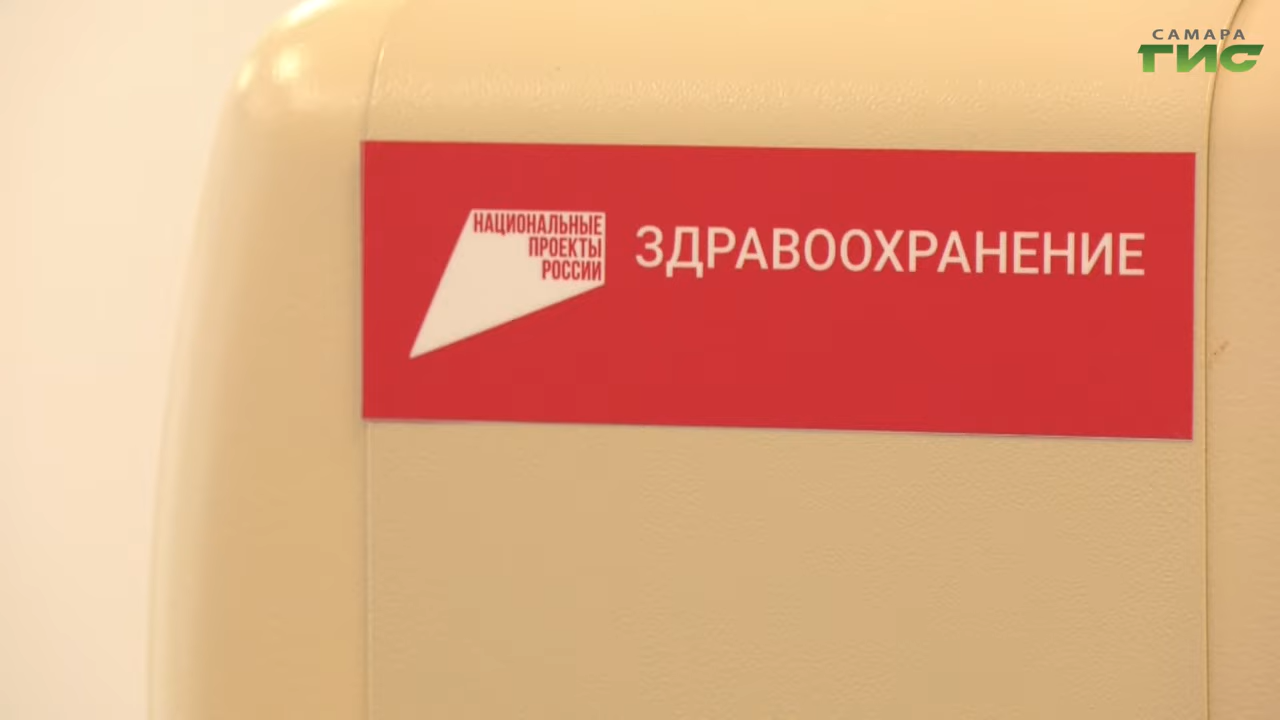 САМАРА
ГИС
НАЦИОНАЛЬНЫЕ
ПРОЕКТЫ
РОССИИ
ЗДРАВООХРАНЕНИЕ